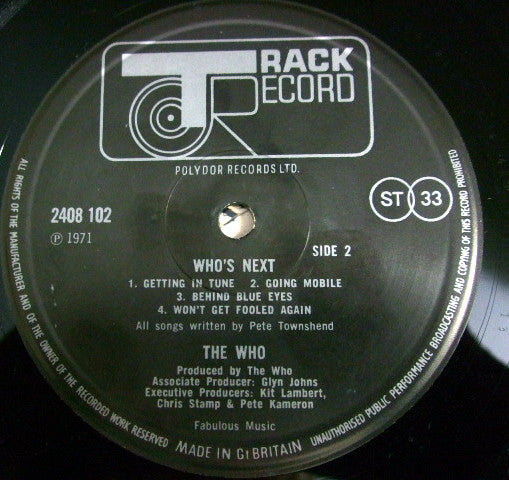 TRACK
RECORD
POLYDOR RECORDS LTD.
2408 102
℗ 1971
ST 33
SIDE 2
WHO'S NEXT
1. GETTING IN TUNE 2. GOING MOBILE
3. BEHIND BLUE EYES
4. WON'T GET FOOLED AGAIN
All songs written by Pete Townshend
THE WHO
Produced by The Who
Associate Producer: Glyn Johns
Executive Producers: Kit Lambert,
Chris Stamp & Pete Kameron
Fabulous Music
ALL RIGHTS OF THE MANUFACTURER AND OF THE OWNER OF THE RECORDED WORK RESERVED
MADE IN Gt BRITAIN
UNAUTHORISED PUBLIC PERFORMANCE BROADCASTING AND COPYING OF THIS RECORD PROHIBITED